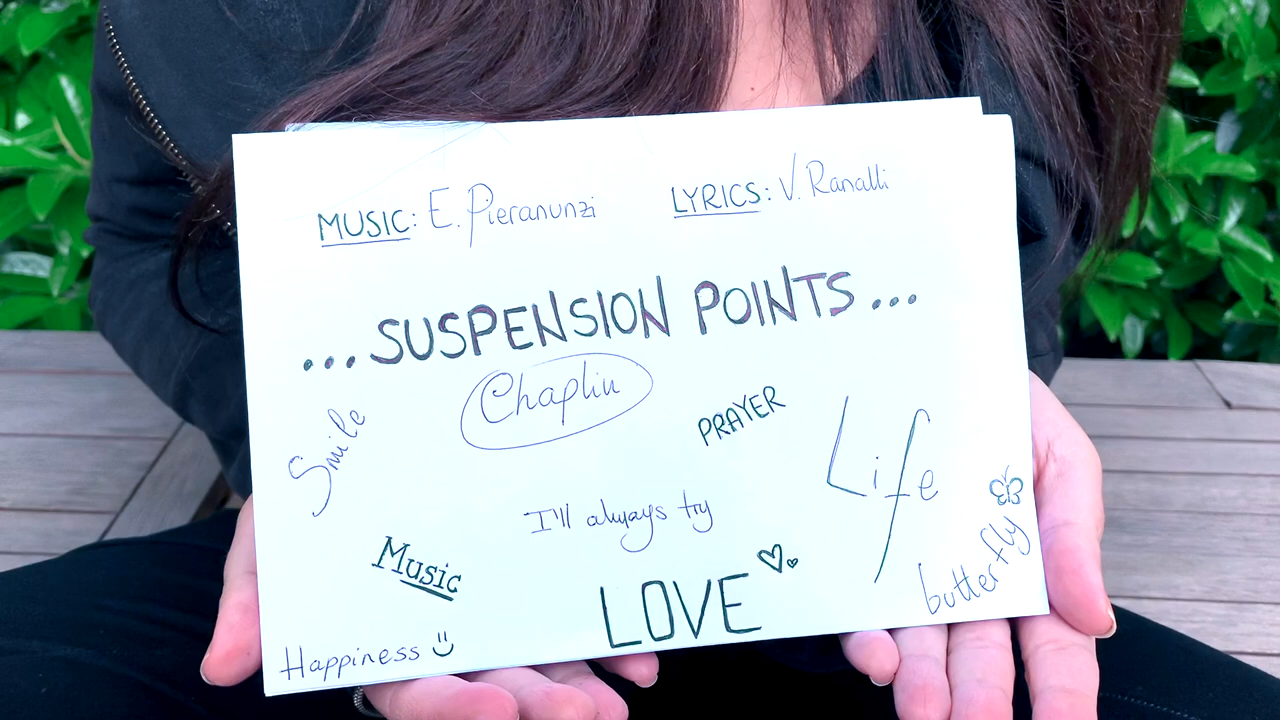 MUSIC: E. Pieranunzi
LYRICS: V. Ranalli
...SUSPENSION POINTS...
Chaplin
Smile
PRAYER
Life
I'll always try
Music
butterfly
LOVE
Happiness